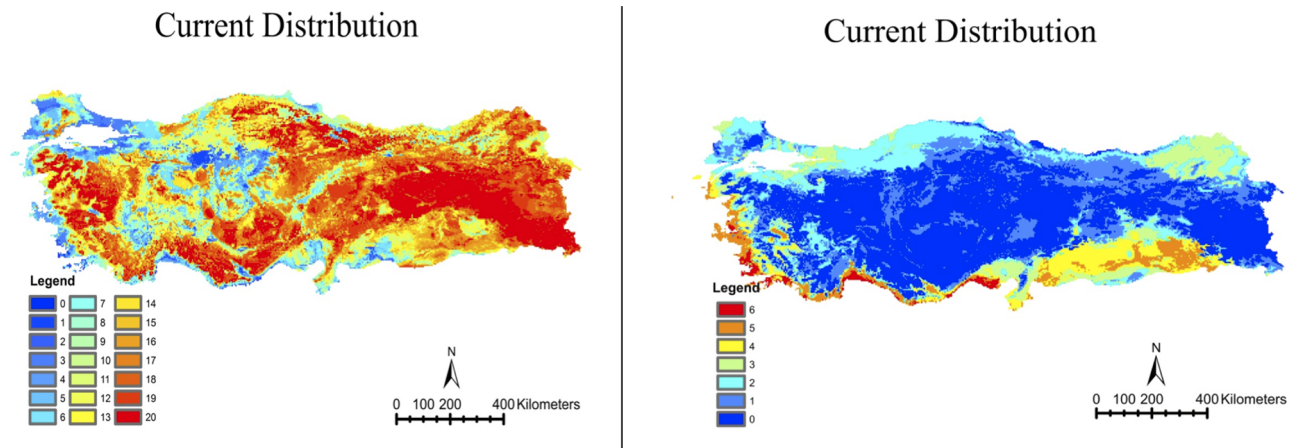 Current Distribution
Legend
0 7 14
1 8 15
2 9 16
3 10 17
4 11 18
5 12 19
6 13 20
N
0 100 200 400 Kilometers
Current Distribution
Legend
6
5
4
3
2
1
0
N
0 100 200 400 Kilometers